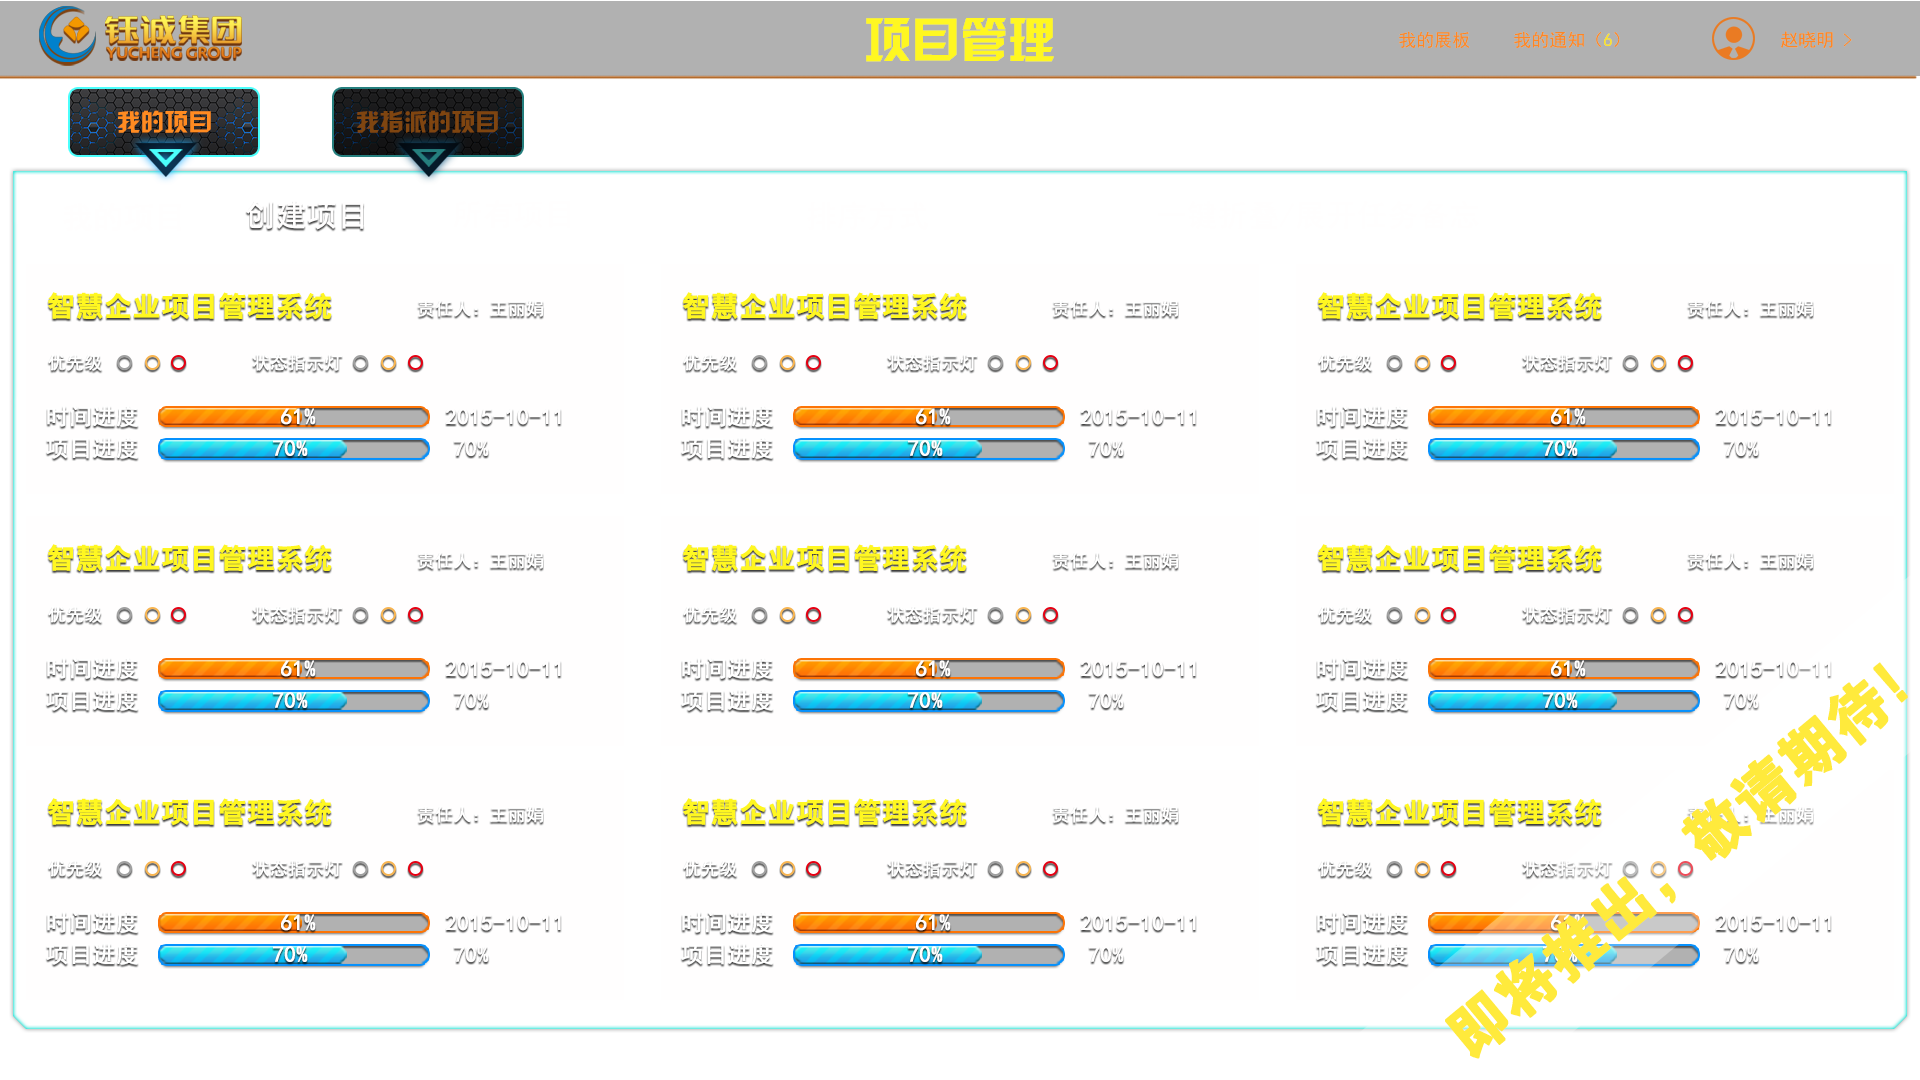 钰诚集团
YUCHENG GROUP
项目管理
我的展板
我的通知（6）
赵晓明 >
我的项目
我指派的项目
创建项目
智慧企业项目管理系统 责任人：王丽娟
优先级 状态指示灯
时间进度 61% 2015-10-11
项目进度 70% 70%
智慧企业项目管理系统 责任人：王丽娟
优先级 状态指示灯
时间进度 61% 2015-10-11
项目进度 70% 70%
智慧企业项目管理系统 责任人：王丽娟
优先级 状态指示灯
时间进度 61% 2015-10-11
项目进度 70% 70%
智慧企业项目管理系统 责任人：王丽娟
优先级 状态指示灯
时间进度 61% 2015-10-11
项目进度 70% 70%
智慧企业项目管理系统 责任人：王丽娟
优先级 状态指示灯
时间进度 61% 2015-10-11
项目进度 70% 70%
智慧企业项目管理系统 责任人：王丽娟
优先级 状态指示灯
时间进度 61% 2015-10-11
项目进度 70% 70%
智慧企业项目管理系统 责任人：王丽娟
优先级 状态指示灯
时间进度 61% 2015-10-11
项目进度 70% 70%
智慧企业项目管理系统 责任人：王丽娟
优先级 状态指示灯
时间进度 61% 2015-10-11
项目进度 70% 70%
智慧企业项目管理系统 责任人：王丽娟
优先级 状态指示灯
时间进度 61% 2015-10-11
项目进度 70% 70%
即将推出，敬请期待！